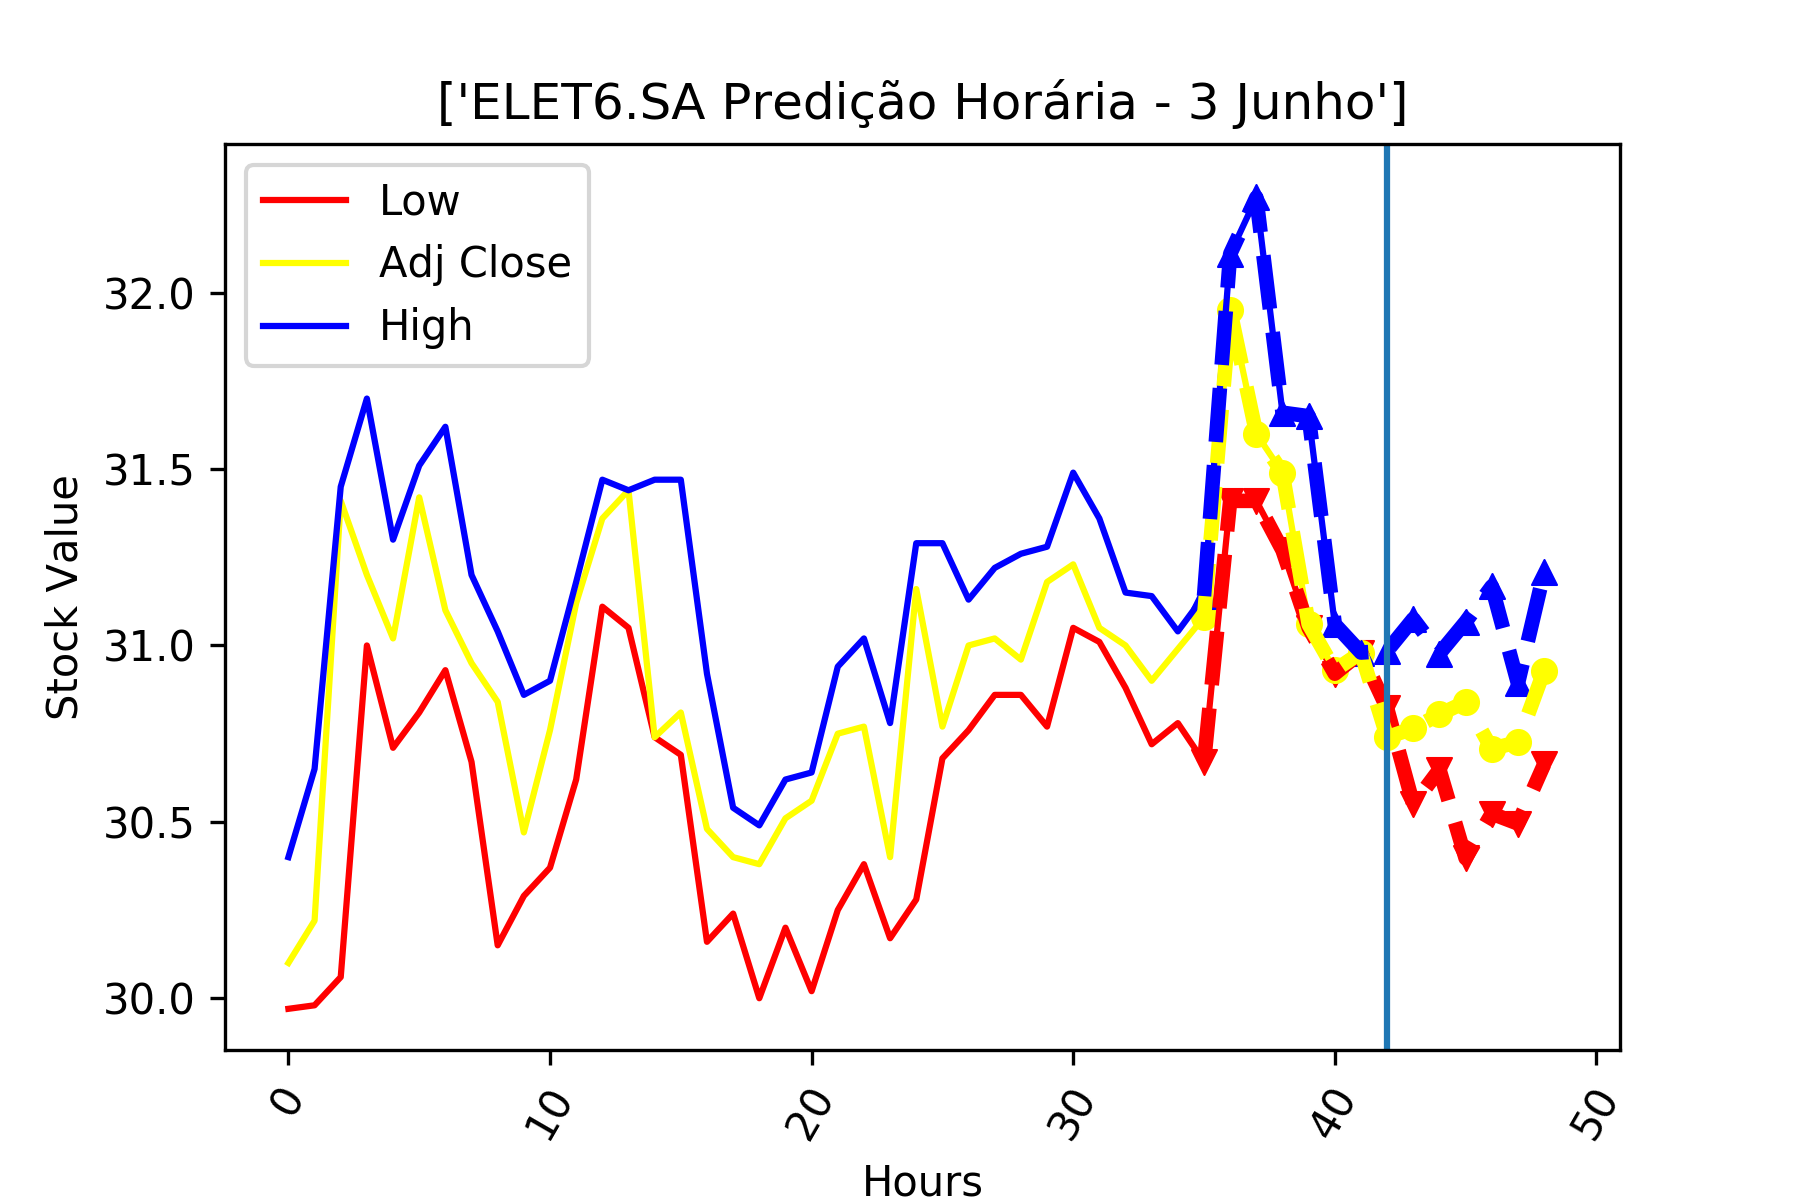 ['ELET6.SA Predição Horária - 3 Junho']
Low
Adj Close
High
Stock Value
32.0
31.5
31.0
30.5
30.0
0
10
20
30
40
50
Hours